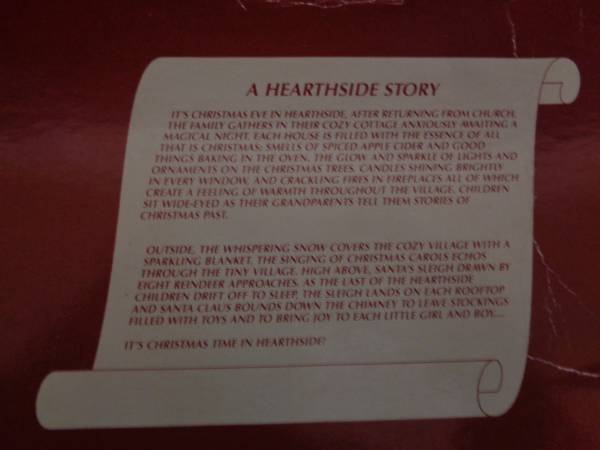 A HEARTHSIDE STORY
IT'S CHRISTMAS EVE IN HEARTHSIDE, AFTER RETURNING FROM CHURCH,
THE FAMILY GATHERS IN THEIR COZY COTTAGE ANXIOUSLY AWAITING A
MAGICAL NIGHT. EACH HOUSE IS FILLED WITH THE ESSENCE OF ALL
THAT IS CHRISTMAS: SMELLS OF SPICED APPLE CIDER AND GOOD
THINGS BAKING IN THE OVEN. THE GLOW AND SPARKLE OF LIGHTS AND
ORNAMENTS ON THE CHRISTMAS TREES. CANDLES SHINING BRIGHTLY
IN EVERY WINDOW, AND CRACKLING FIRES IN FIREPLACES ALL OF WHICH
CREATE A FEELING OF WARMTH THROUGHOUT THE VILLAGE. CHILDREN
SIT WIDE-EYED AS THEIR GRANDPARENTS TELL THEM STORIES OF
CHRISTMAS PAST.
OUTSIDE, THE WHISPERING SNOW COVERS THE COZY VILLAGE WITH A
SPARKLING BLANKET. THE SINGING OF CHRISTMAS CAROLS ECHOS
THROUGH THE TINY VILLAGE. HIGH ABOVE, SANTA'S SLEIGH DRAWN BY
EIGHT REINDEER APPROACHES. AS THE LAST OF THE HEARTHSIDE
CHILDREN DRIFT OFF TO SLEEP, THE SLEIGH LANDS ON EACH ROOFTOP
AND SANTA CLAUS BOUNDS DOWN THE CHIMNEY TO LEAVE STOCKINGS
FILLED WITH TOYS AND TO BRING JOY TO EACH LITTLE GIRL AND BOY....
IT'S CHRISTMAS TIME IN HEARTHSIDE!